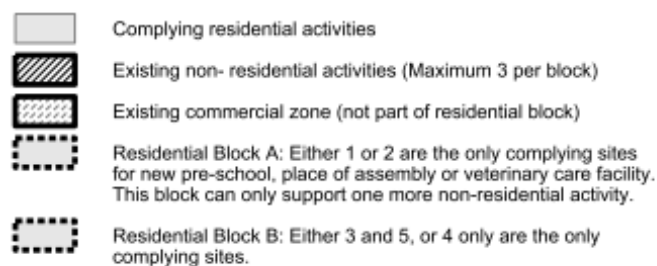 Complying residential activities
Existing non- residential activities (Maximum 3 per block)
Existing commercial zone (not part of residential block)
Residential Block A: Either 1 or 2 are the only complying sites
for new pre-school, place of assembly or veterinary care facility.
This block can only support one more non-residential activity.
Residential Block B: Either 3 and 5, or 4 only are the only
complying sites.